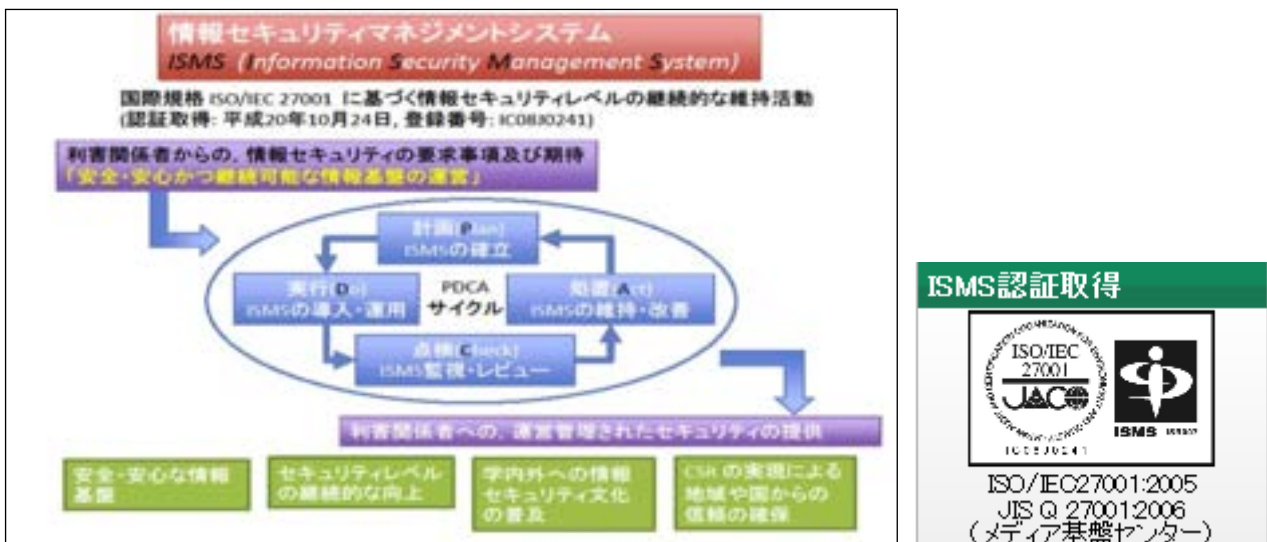 情報セキュリティマネジメントシステム
ISMS (Information Security Management System)
国際規格 ISO/IEC 27001 に基づく情報セキュリティレベルの継続的な維持活動
(認証取得: 平成20年10月24日, 登録番号: IC08J0241)
利害関係者からの, 情報セキュリティの要求事項及び期待
「安全・安心かつ継続可能な情報基盤の運営」
計画(Plan)
ISMSの確立
実行(Do)
ISMSの導入・運用
PDCA
サイクル
処置(Act)
ISMSの維持・改善
点検(Check)
ISMS監視・レビュー
利害関係者への, 運営管理されたセキュリティの提供
安全・安心な情報
基盤
セキュリティレベル
の継続的な向上
学内外への情報
セキュリティ文化
の普及
CSR の実現による
地域や国からの
信頼の確保
ISMS認証取得
ISO/IEC
27001
JACO
IC08J0241
ISMS
ISO/IEC27001:2005
JIS Q 27001:2006
(メディア基盤センター)